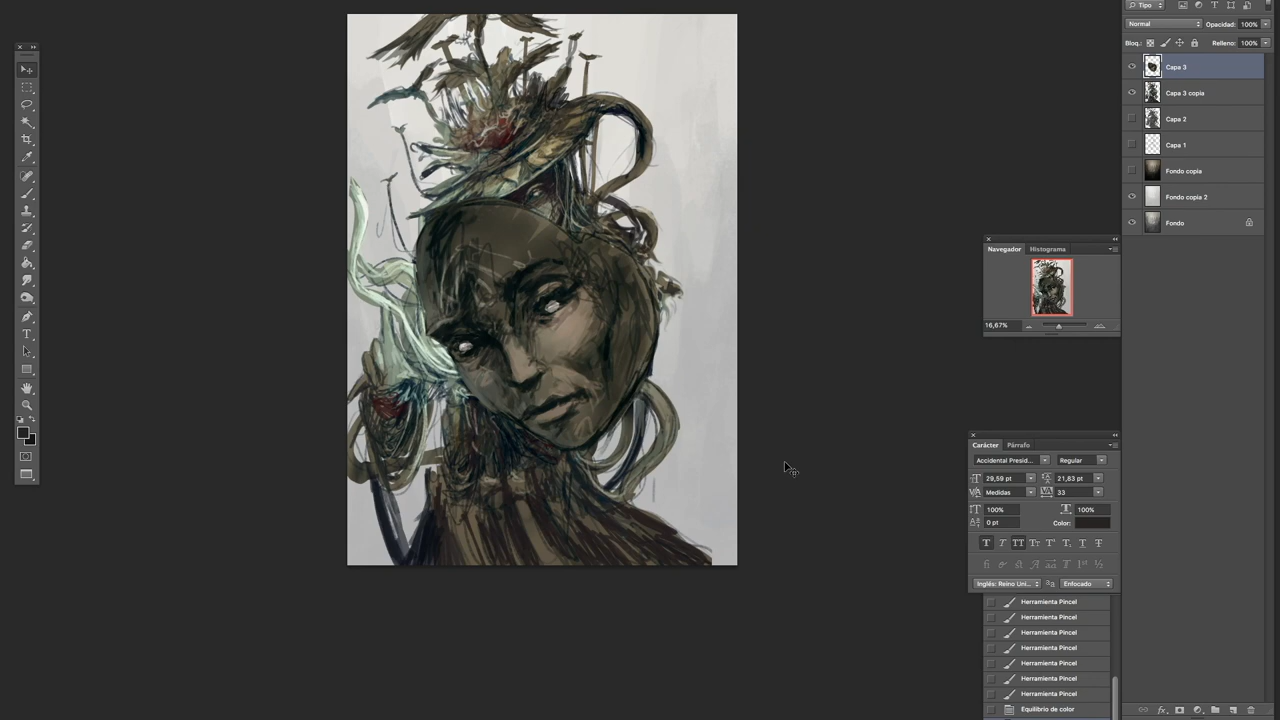 Tipo
Normal
Opacidad: 100%
Bloq.:
Relleno: 100%
Capa 3
Capa 3 copia
Capa 2
Capa 1
Fondo copia
Fondo copia 2
Fondo
Navegador Histograma
16,67%
Carácter Párrafo
Accidental Presid... Regular
29,59 pt 21,83 pt
Medidas 33
100% 100%
0 pt Color:
T T TT Tr T' T, T T
Inglés: Reino Uni... aa Enfocado
Herramienta Pincel
Herramienta Pincel
Herramienta Pincel
Herramienta Pincel
Herramienta Pincel
Herramienta Pincel
Herramienta Pincel
Equilibrio de color